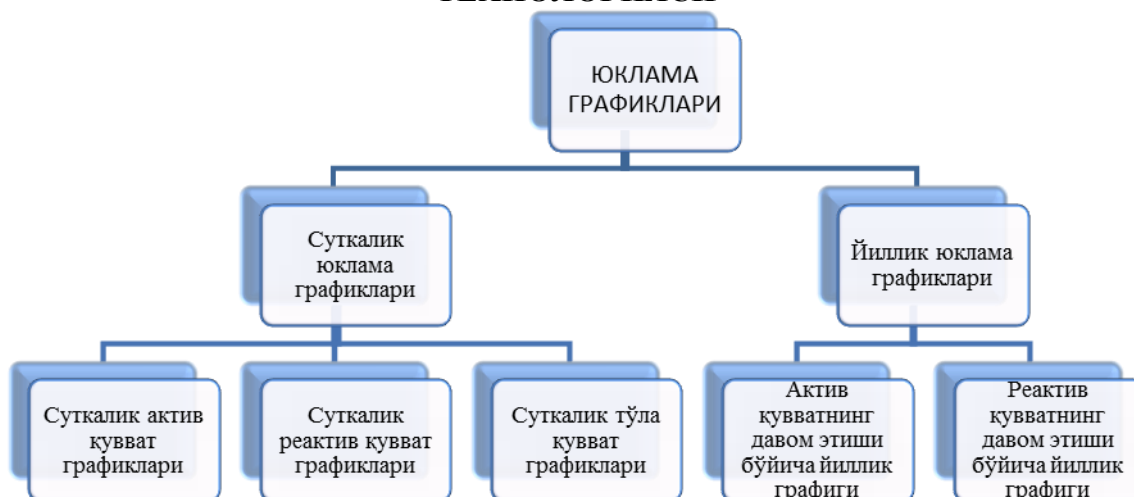 ЮКЛАМА
ГРАФИКЛАРИ
Суткалик
юклама
графиклари
Йиллик юклама
графиклари
Суткалик актив
қувват
графиклари
Суткалик
реактив қувват
графиклари
Суткалик тўла
қувват
графиклари
Актив
қувватнинг
давом этиши
бўйича йиллик
графиги
Реактив
қувватнинг
давом этиши
бўйича йиллик
графиги